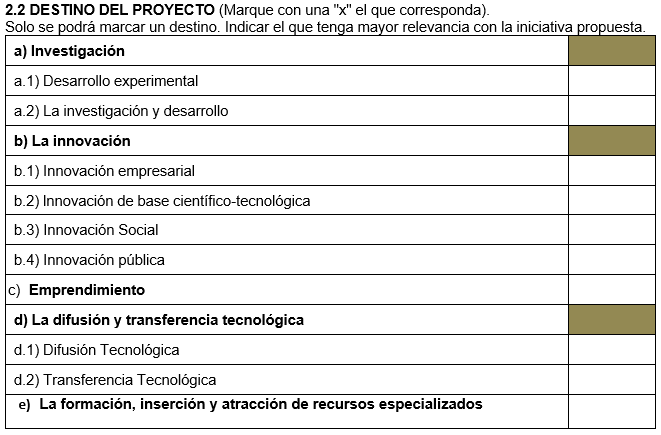 2.2 DESTINO DEL PROYECTO (Marque con una "x" el que corresponda).
Solo se podrá marcar un destino. Indicar el que tenga mayor relevancia con la iniciativa propuesta.
a) Investigación
a.1) Desarrollo experimental
a.2) La investigación y desarrollo
b) La innovación
b.1) Innovación empresarial
b.2) Innovación de base científico-tecnológica
b.3) Innovación Social
b.4) Innovación pública
c) Emprendimiento
d) La difusión y transferencia tecnológica
d.1) Difusión Tecnológica
d.2) Transferencia Tecnológica
e) La formación, inserción y atracción de recursos especializados